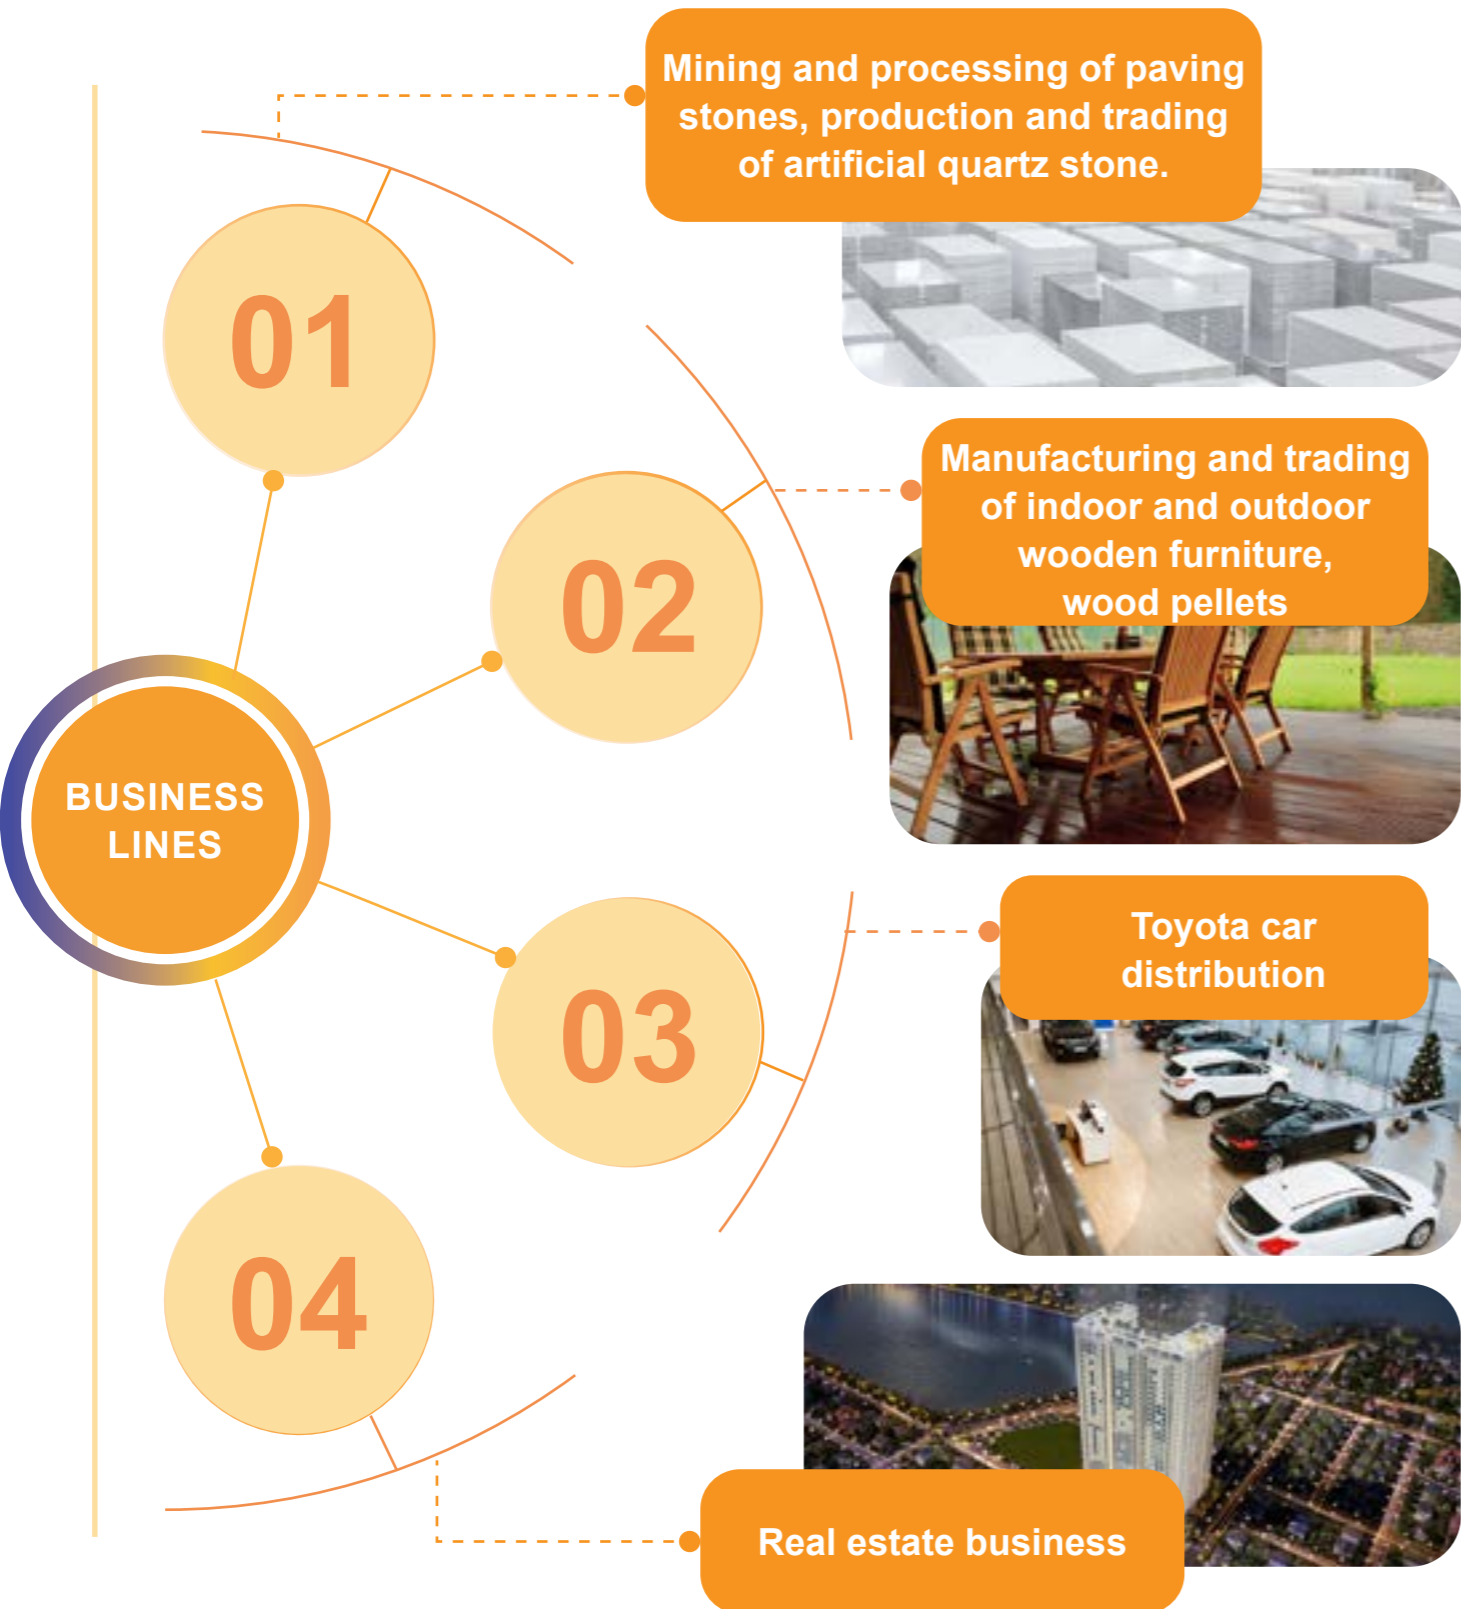 Mining and processing of paving
stones, production and trading
of artificial quartz stone.
01
Manufacturing and trading
of indoor and outdoor
wooden furniture,
wood pellets
02
BUSINESS
LINES
Toyota car
distribution
03
04
Real estate business